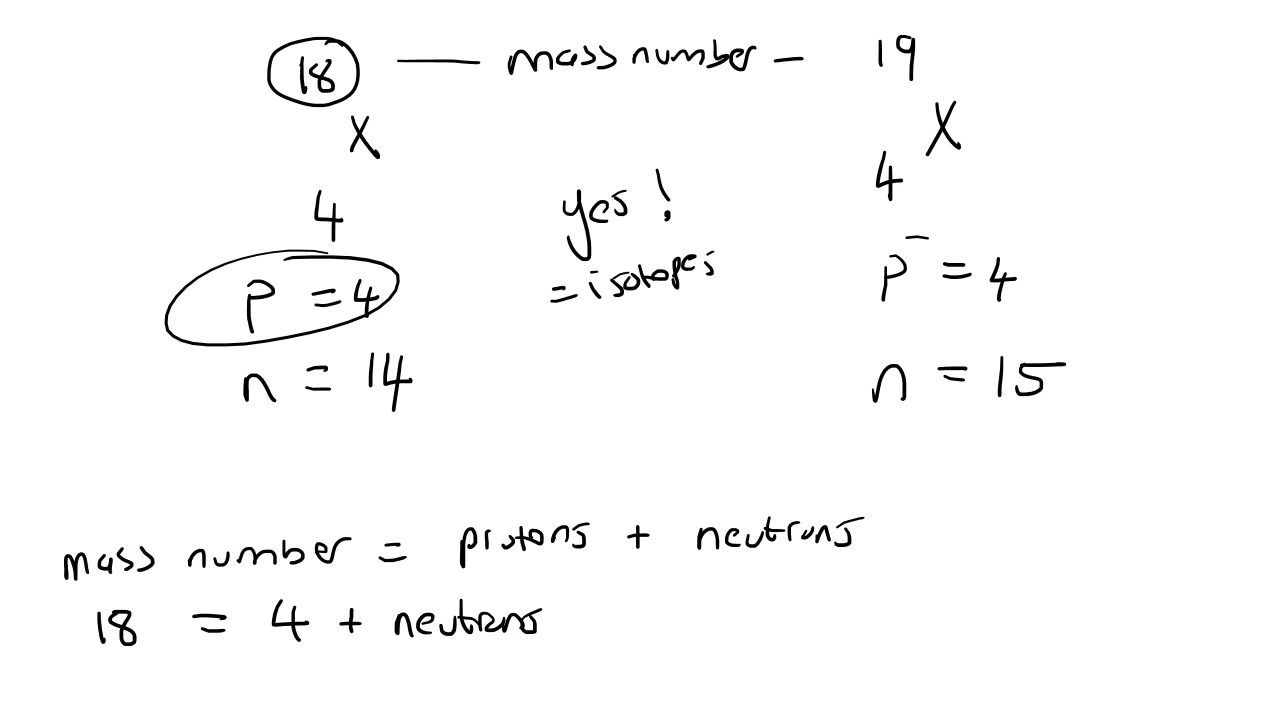 18 — mass number – 19
X X
4 yes! 4
= isotopes
p = 4 p = 4
n = 14 n = 15
mass number = protons + neutrons
18 = 4 + neutrons